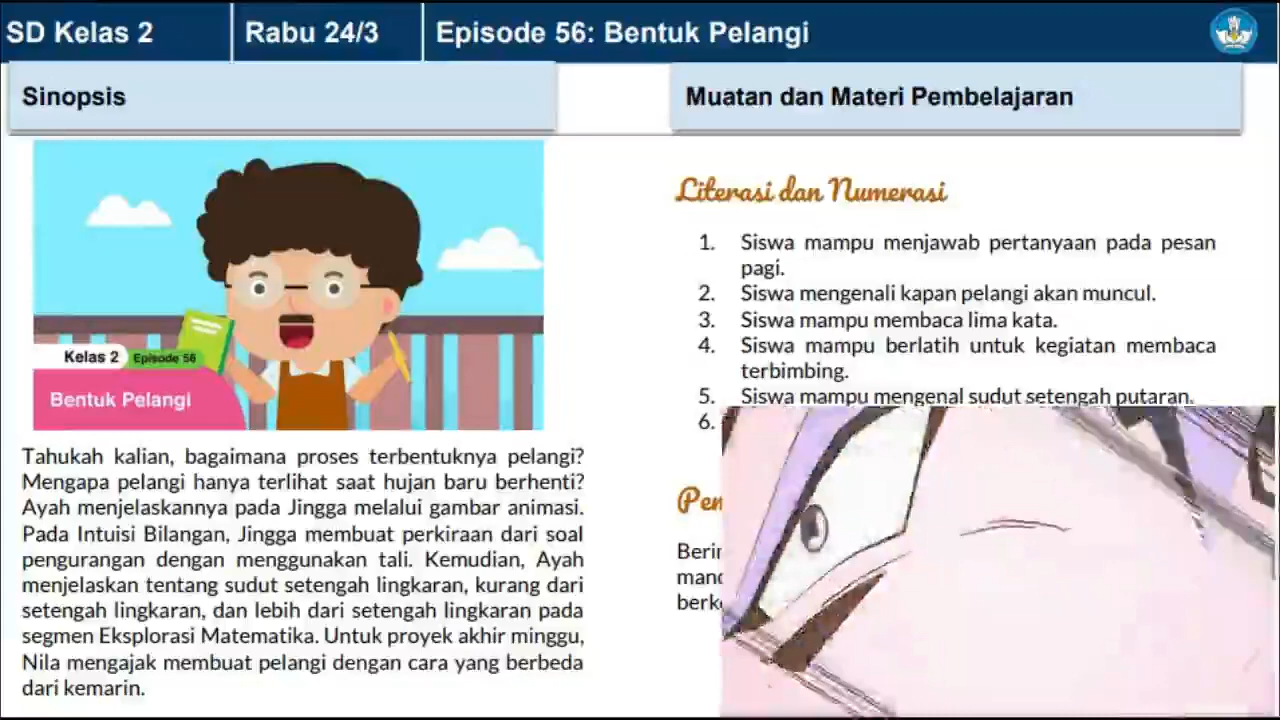 SD Kelas 2
Rabu 24/3
Episode 56: Bentuk Pelangi
Sinopsis
Muatan dan Materi Pembelajaran
Kelas 2
Episode 56
Bentuk Pelangi
Tahukah kalian, bagaimana proses terbentuknya pelangi?
Mengapa pelangi hanya terlihat saat hujan baru berhenti?
Ayah menjelaskannya pada Jingga melalui gambar animasi.
Pada Intuisi Bilangan, Jingga membuat perkiraan dari soal
pengurangan dengan menggunakan tali. Kemudian, Ayah
menjelaskan tentang sudut setengah lingkaran, kurang dari
setengah lingkaran, dan lebih dari setengah lingkaran pada
segmen Eksplorasi Matematika. Untuk proyek akhir minggu,
Nila mengajak membuat pelangi dengan cara yang berbeda
dari kemarin.
Literasi dan Numerasi
1. Siswa mampu menjawab pertanyaan pada pesan
pagi.
2. Siswa mengenali kapan pelangi akan muncul.
3. Siswa mampu membaca lima kata.
4. Siswa mampu berlatih untuk kegiatan membaca
terbimbing.
5. Siswa mampu mengenal sudut setengah putaran.
6.